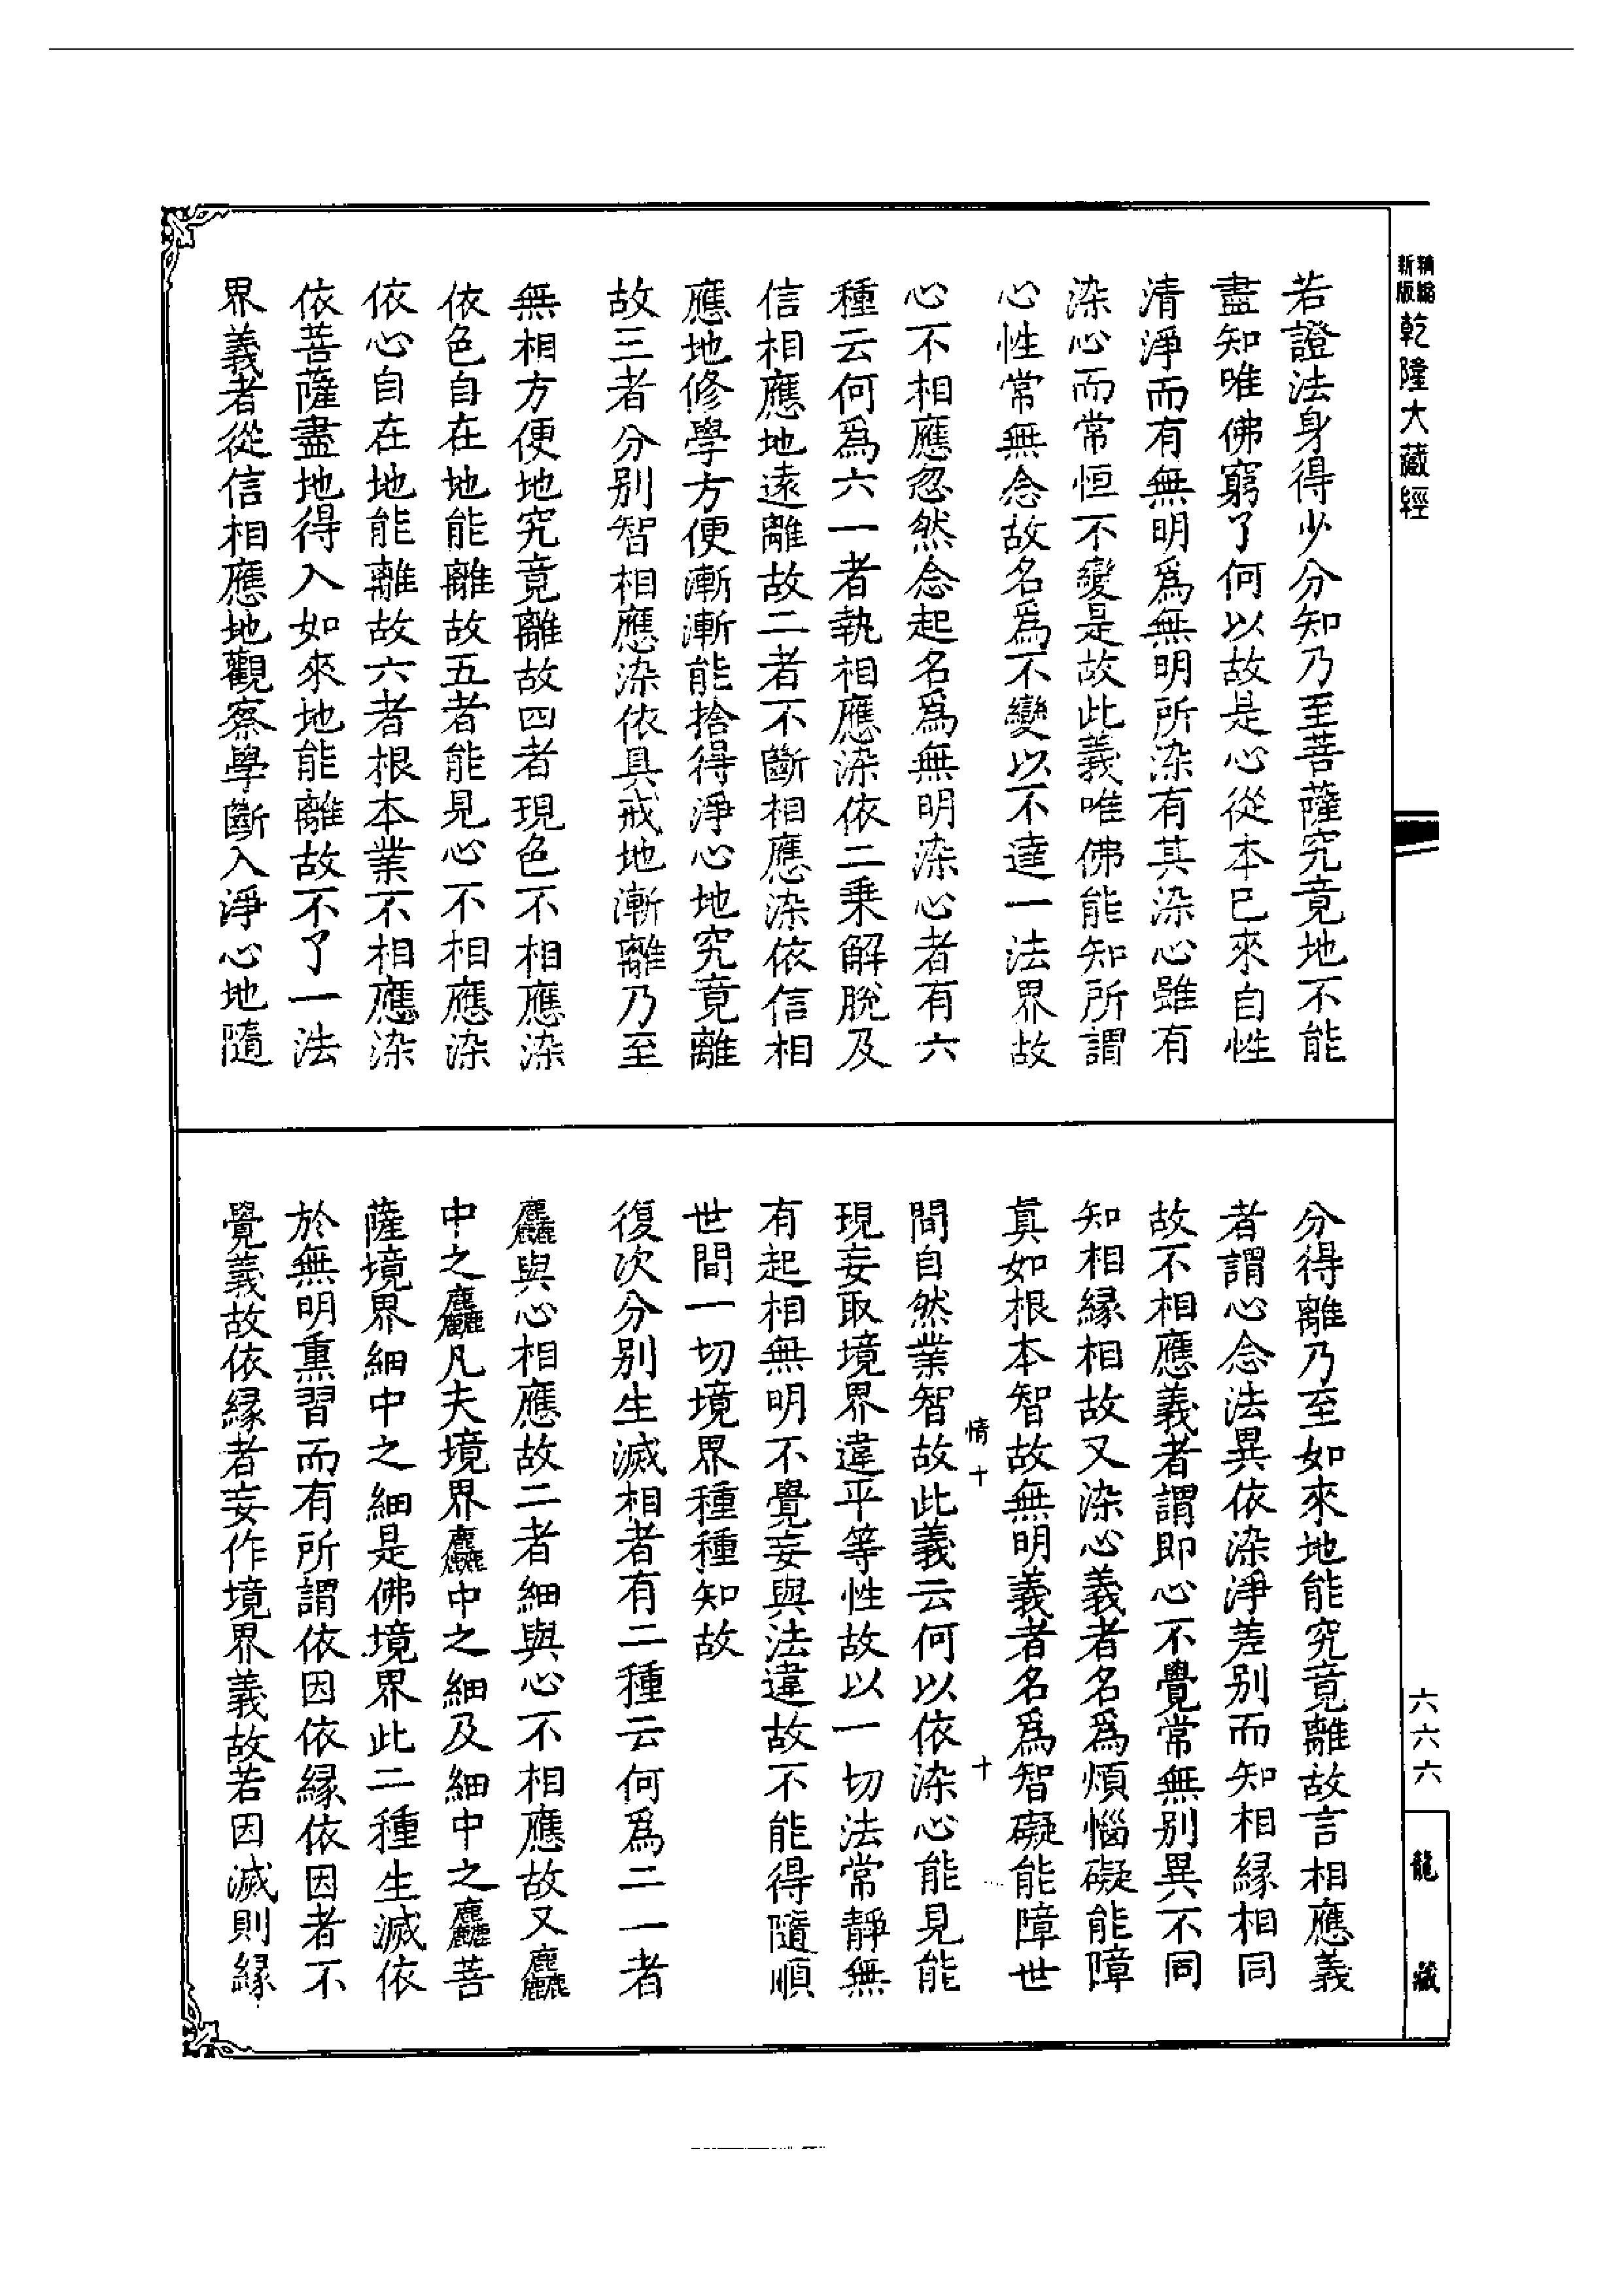 精縮
新版
乾隆大藏經
若證法身得少分知乃至菩薩究竟地不能
盡知唯佛窮了何以故是心從本已來自性
清淨而有無明爲無明所染有其染心雖有
染心而常恒不變是故此義唯佛能知所謂
心性常無念故名爲不變以不達一法界故
心不相應忽然念起名爲無明染心者有六
種云何爲六一者執相應染依二乘解脫及
信相應地遠離故二者不斷相應染依信相
應地修學方便漸漸能捨得淨心地究竟離
故三者分別智相應染依具戒地漸離乃至
無相方便地究竟離故四者現色不相應染
依色自在地能離故五者能見心不相應染
依心自在地能離故六者根本業不相應染
依菩薩盡地得入如來地能離故不了一法
界義者從信相應地觀察學斷入淨心地隨
分得離乃至如來地能究竟離故言相應義
者謂心念法異依染淨差別而知相緣相同
故不相應義者謂即心不覺常無別異不同
知相緣相故又染心義者名爲煩惱礙能障
真如根本智故無明義者名爲智礙能障世
情十
十
間自然業智故此義云何以依染心能見能
現妄取境界違平等性故以一切法常靜無
有起相無明不覺妄與法違故不能得隨順
世間一切境界種種知故
復次分別生滅相者有二種云何爲二一者
麤與心相應故二者細與心不相應故又麤
中之麤凡夫境界麤中之細及細中之麤菩
薩境界細中之細是佛境界此二種生滅依
於無明熏習而有所謂依因依緣依因者不
覺義故依緣者妄作境界義故若因滅則緣
六六六
龍藏